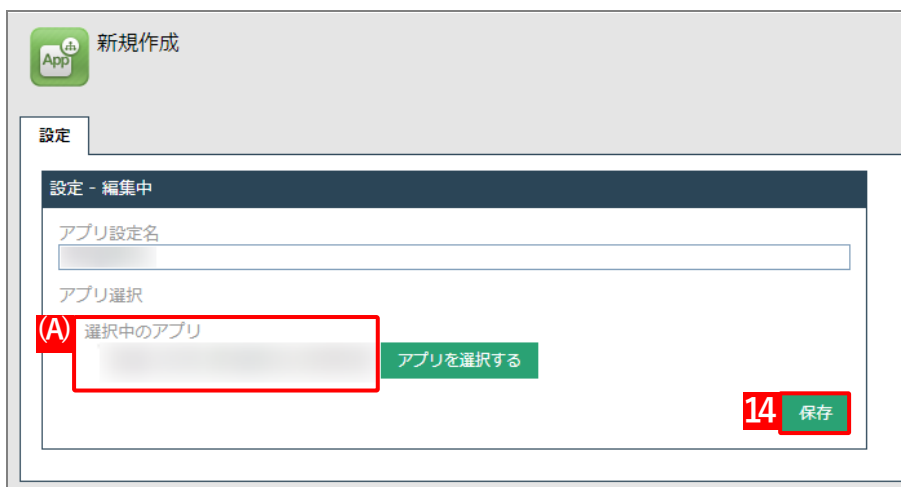 App
新規作成
設定
設定 - 編集中
アプリ設定名
アプリ選択
(A)
選択中のアプリ
アプリを選択する
14
保存